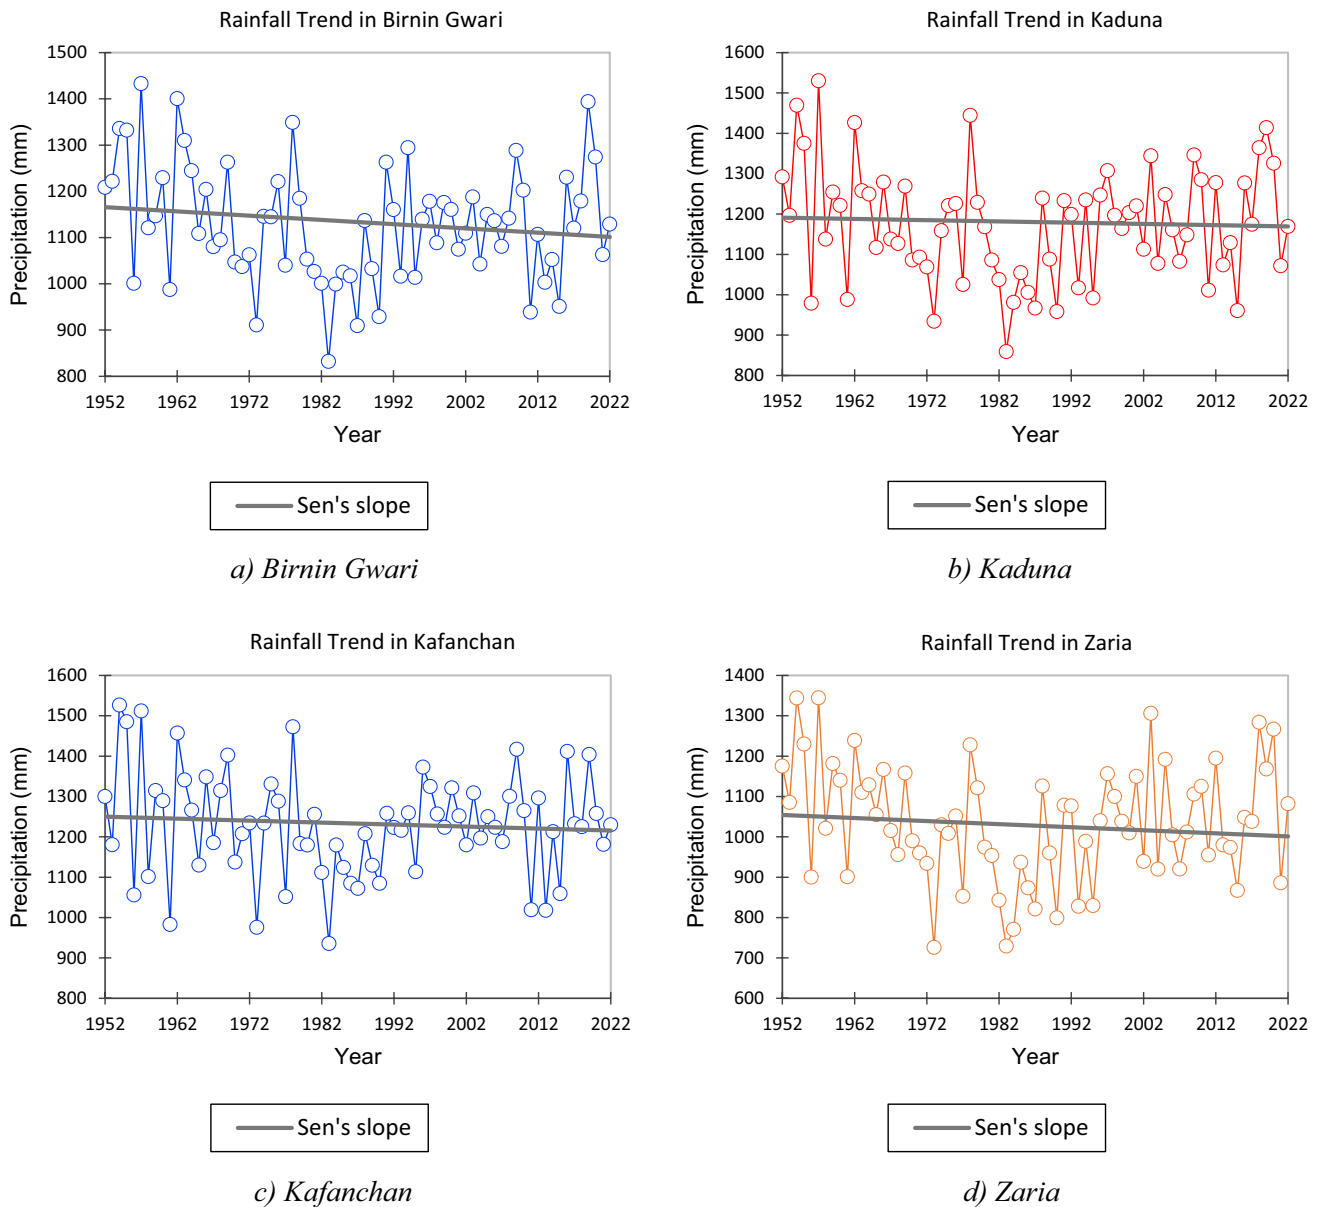 Rainfall Trend in Birnin Gwari
1500
1400
1300
1200
1100
1000
900
800
1952 1962 1972 1982 1992 2002 2012 2022
Precipitation (mm)
Year
Sen's slope
a) Birnin Gwari
Rainfall Trend in Kaduna
1600
1500
1400
1300
1200
1100
1000
900
800
1952 1962 1972 1982 1992 2002 2012 2022
Precipitation (mm)
Year
Sen's slope
b) Kaduna
Rainfall Trend in Kafanchan
1600
1500
1400
1300
1200
1100
1000
900
800
1952 1962 1972 1982 1992 2002 2012 2022
Precipitation (mm)
Year
Sen's slope
c) Kafanchan
Rainfall Trend in Zaria
1400
1300
1200
1100
1000
900
800
700
600
1952 1962 1972 1982 1992 2002 2012 2022
Precipitation (mm)
Year
Sen's slope
d) Zaria